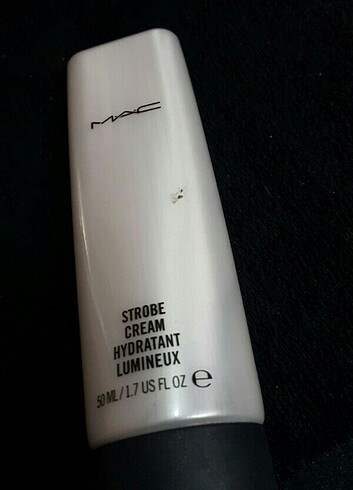 MAC
STROBE
CREAM
HYDRATANT
LUMINEUX
50 ML / 1.7 US FL OZ ℮